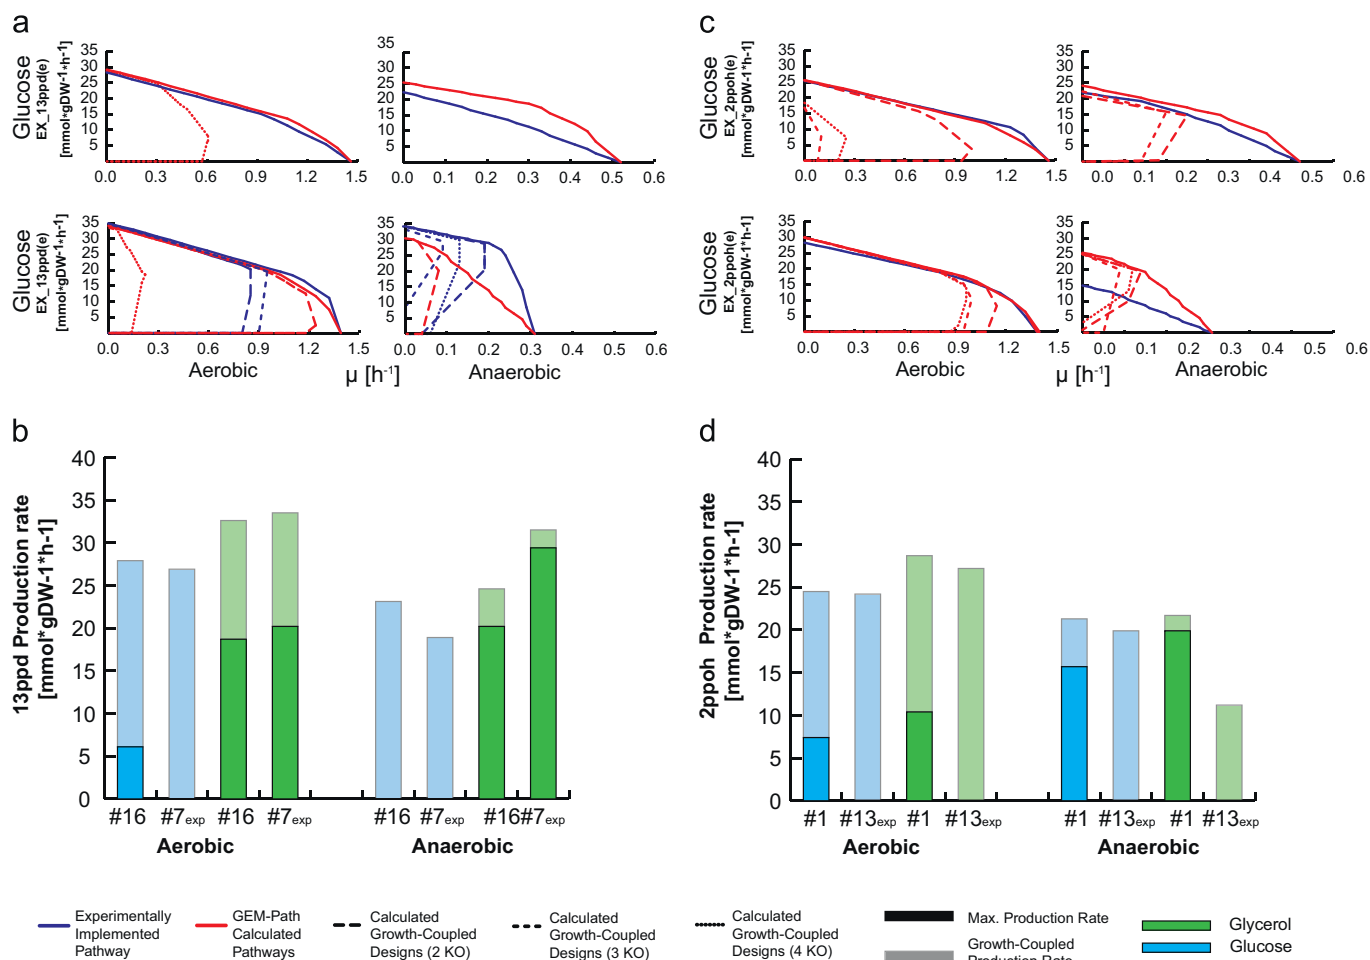 a
Glucose
EX_13ppd(e)
[mmol*gDW-1*h-1]
35
30
25
20
15
10
5
0.0 0.3 0.6 0.9 1.2 1.5
35
30
25
20
15
10
5
0.0 0.1 0.2 0.3 0.4 0.5 0.6
Glucose
EX_13ppd(e)
[mmol*gDW-1*h-1]
35
30
25
20
15
10
5
0.0 0.3 0.6 0.9 1.2 1.5
35
30
25
20
15
10
5
0.0 0.1 0.2 0.3 0.4 0.5 0.6
Aerobic
µ [h-1]
Anaerobic
c
Glucose
EX_2ppoh(e)
[mmol*gDW-1*h-1]
35
30
25
20
15
10
5
0.0 0.3 0.6 0.9 1.2 1.5
35
30
25
20
15
10
5
0.0 0.1 0.2 0.3 0.4 0.5 0.6
Glucose
EX_2ppoh(e)
[mmol*gDW-1*h-1]
35
30
25
20
15
10
5
0.0 0.3 0.6 0.9 1.2 1.5
35
30
25
20
15
10
5
0.0 0.1 0.2 0.3 0.4 0.5 0.6
Aerobic
µ [h-1]
Anaerobic
b
13ppd Production rate
[mmol*gDW-1*h-1]
40
35
30
25
20
15
10
5
0
#16 #7exp #16 #7exp #16 #7exp #16 #7exp
Aerobic
Anaerobic
d
2ppoh Production rate
[mmol*gDW-1*h-1]
40
35
30
25
20
15
10
5
0
#1 #13exp #1 #13exp #1 #13exp #1 #13exp
Aerobic
Anaerobic
Experimentally
Implemented
Pathway
GEM-Path
Calculated
Pathways
Calculated
Growth-Coupled
Designs (2 KO)
Calculated
Growth-Coupled
Designs (3 KO)
Calculated
Growth-Coupled
Designs (4 KO)
Max. Production Rate
Growth-Coupled
Production Rate
Glycerol
Glucose